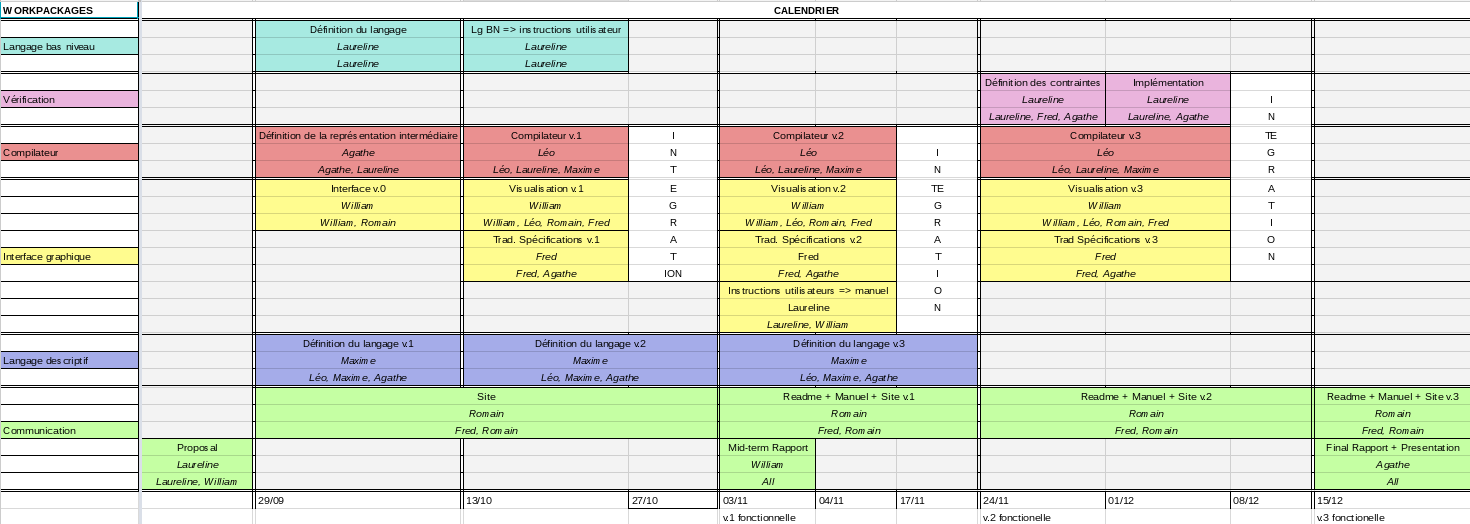 WORKPACKAGES CALENDRIER
Définition du langage Lg BN => instructions utilisateur
Langage bas niveau Laureline Laureline
Laureline Laureline
Définition des contraintes Implémentation
Vérification Laureline Laureline I
Laureline, Fred, Agathe Laureline, Agathe N
Définition de la représentation intermédiaire Compilateur v.1 I Compilateur v.2 Compilateur v.3 TE
Compilateur Agathe Léo N Léo I Léo G
Agathe, Laureline Léo, Laureline, Maxime T Léo, Laureline, Maxime N Léo, Laureline, Maxime R
Interface v.0 Visualisation v.1 E Visualisation v.2 TE Visualisation v.3 A
William William G William G William T
William, Romain William, Léo, Romain, Fred R William, Léo, Romain, Fred R William, Léo, Romain, Fred I
Trad. Spécifications v.1 A Trad. Spécifications v.2 A Trad Spécifications v.3 O
Interface graphique Fred T Fred T Fred N
Fred, Agathe ION Fred, Agathe I Fred, Agathe
Instructions utilisateurs => manuel O
Laureline N
Laureline, William
Définition du langage v.1 Définition du langage v.2 Définition du langage v.3
Langage descriptif Maxime Maxime Maxime
Léo, Maxime, Agathe Léo, Maxime, Agathe Léo, Maxime, Agathe
Site Readme + Manuel + Site v.1 Readme + Manuel + Site v.2 Readme + Manuel + Site v.3
Romain Romain Romain Romain
Communication Fred, Romain Fred, Romain Fred, Romain Fred, Romain
Proposal Mid-term Rapport Final Rapport + Presentation
Laureline William Agathe
Laureline, William All All
29/09 13/10 27/10 03/11 04/11 17/11 24/11 01/12 08/12 15/12
v.1 fonctionnelle v.2 fonctionelle v.3 fonctionelle